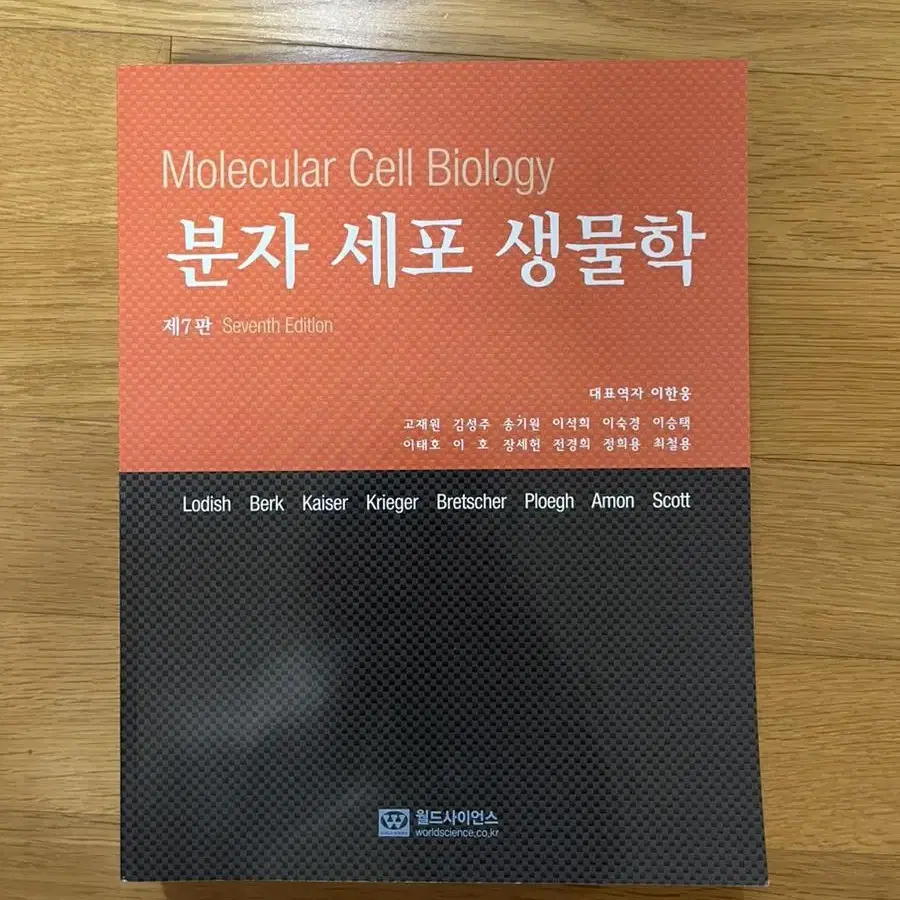 Molecular Cell Biology
분자 세포 생물학
제7판 Seventh Edition
대표역자 이한웅
고재원 김성주 송기원 이석희 이숙경 이승택
이태호 이 호 장세헌 전경희 정희용 최철용
Lodish Berk Kaiser Krieger Bretscher Ploegh Amon Scott
W 월드사이언스
worldscience.co.kr